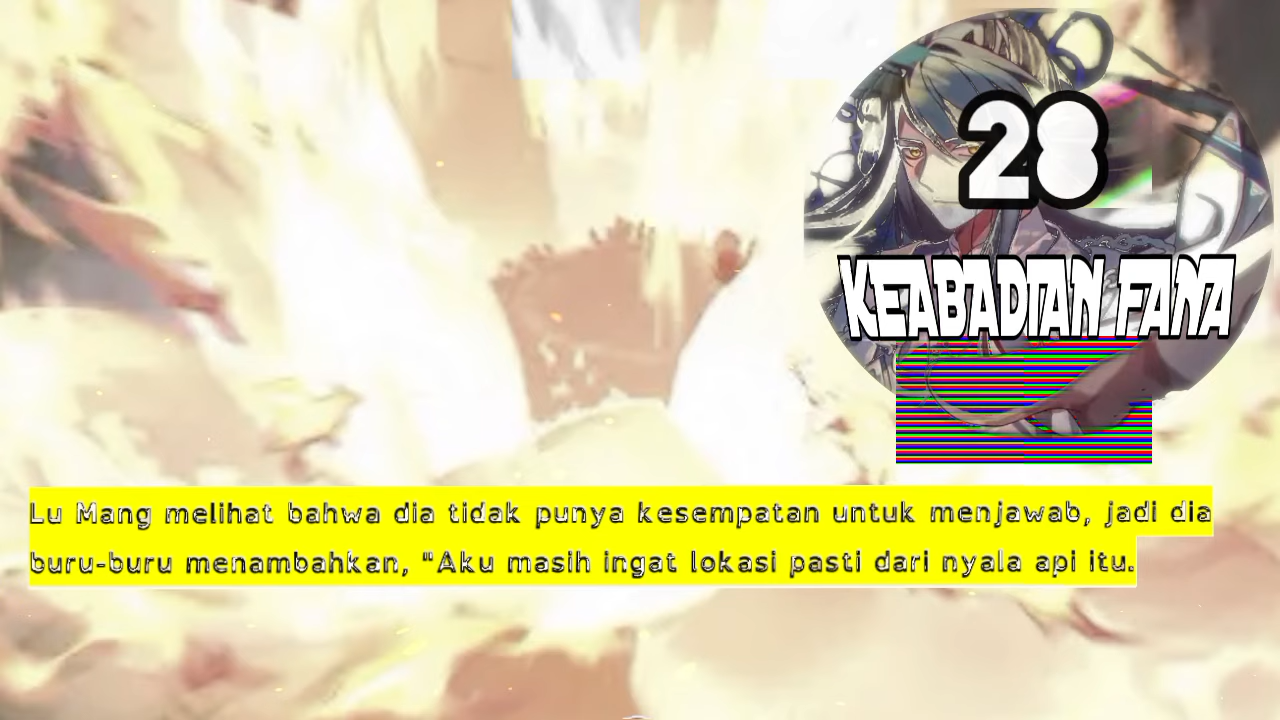 28
KEABADIAN FANA
Lu Mang melihat bahwa dia tidak punya kesempatan untuk menjawab, jadi dia
buru-buru menambahkan, "Aku masih ingat lokasi pasti dari nyala api itu.